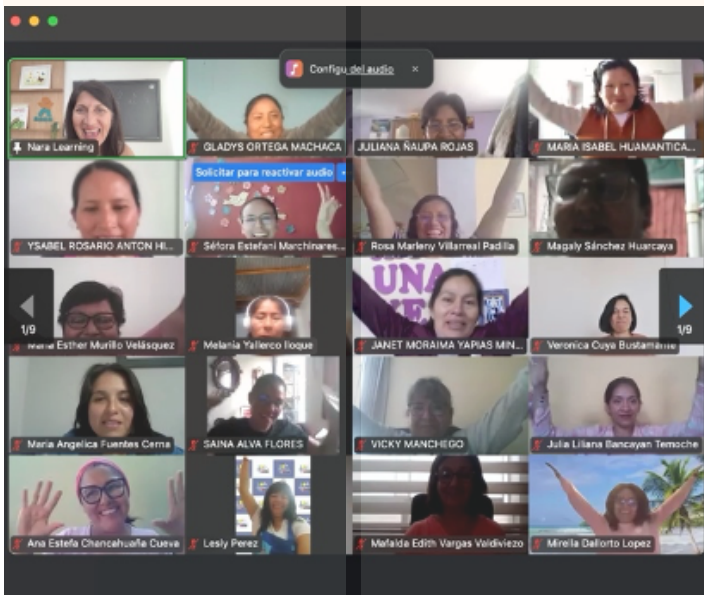 Configu del audio ×
Nara Learning
GLADYS ORTEGA MACHACA
JULIANA ÑAUPA ROJAS
MARIA ISABEL HUAMANTICA...
Solicitar para reactivar audio
YSABEL ROSARIO ANTON HI...
Séfora Estefani Marchinares...
Rosa Marleny Villarreal Padilla
Magaly Sánchez Huarcaya
UNA
1/9
1/9
Maria Esther Murillo Velásquez
Melania Yallerco Iloque
JANET MORAIMA YAPIAS MIN...
Veronica Cuya Bustamante
Maria Angelica Fuentes Cerna
SAINA ALVA FLORES
VICKY MANCHEGO
Julia Liliana Bancayan Temoche
Ana Estefa Chancahuaña Cueva
Lesly Perez
Mafalda Edith Vargas Valdiviezo
Mirella Dallorto Lopez